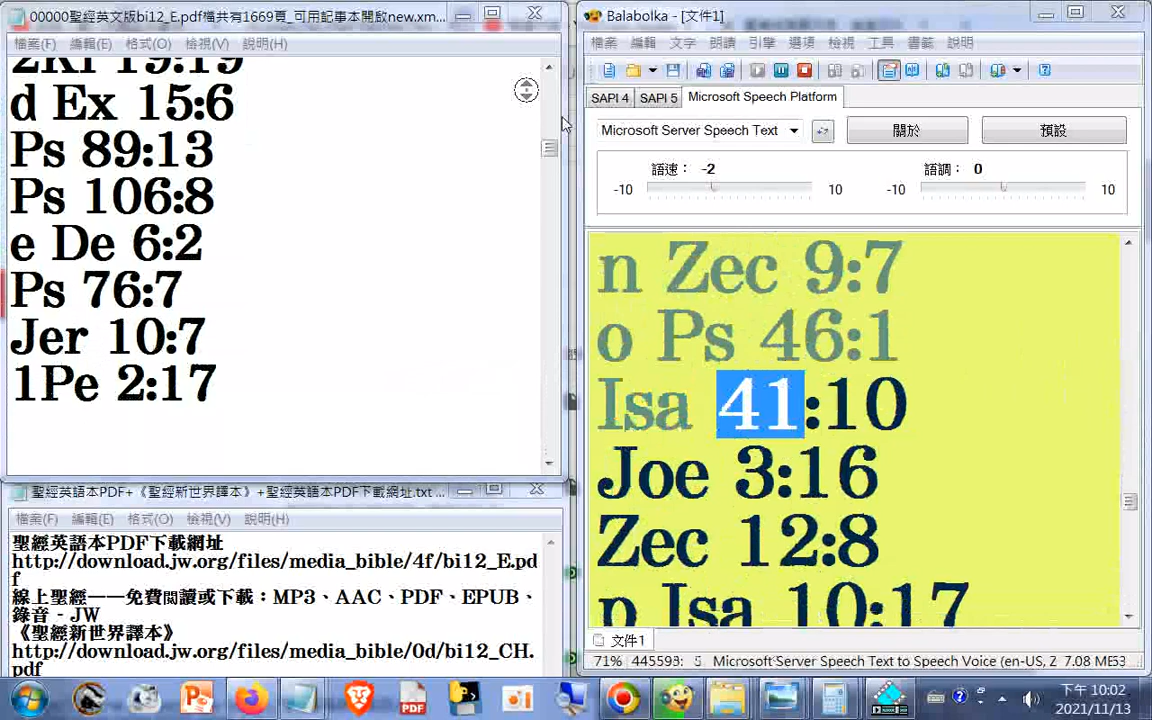 00000聖經英文版bi12_E.pdf檔共有1669頁_可用記事本開啟new.xm...
檔案(F) 編輯(E) 格式(O) 檢視(V) 說明(H)
2Ki 19:19
d Ex 15:6
Ps 89:13
Ps 106:8
e De 6:2
Ps 76:7
Jer 10:7
1Pe 2:17
聖經英語本PDF+《聖經新世界譯本》+聖經英語本PDF下載網址.txt ...
檔案(F) 編輯(E) 格式(O) 檢視(V) 說明(H)
聖經英語本PDF下載網址
http://download.jw.org/files/media_bible/4f/bi12_E.pd
f
線上聖經——免費閱讀或下載：MP3、AAC、PDF、EPUB、
錄音 - JW
《聖經新世界譯本》
http://download.jw.org/files/media_bible/0d/bi12_CH.
pdf
Balabolka - [文件1]
檔案 編輯 文字 朗讀 引擎 選項 檢視 工具 書籤 說明
SAPI 4 SAPI 5 Microsoft Speech Platform
Microsoft Server Speech Text 關於 預設
語速： -2 語調： 0
-10 10 -10 10
n Zec 9:7
o Ps 46:1
Isa 41:10
Joe 3:16
Zec 12:8
p Isa 10:17
文件1
71% 445593: 5 Microsoft Server Speech Text to Speech Voice (en-US, Z 7.08 ME53
PDF
下午 10:02
2021/11/13